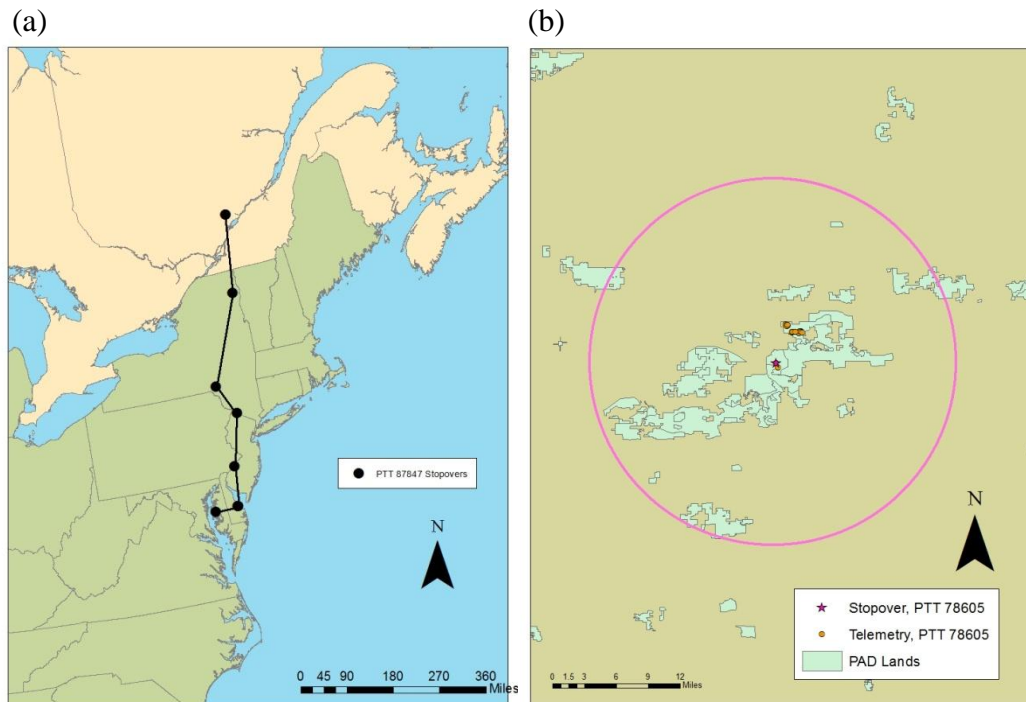 (a)
(b)
PTT 87847 Stopovers
N
0 45 90 180 270 360
Miles
N
Stopover, PTT 78605
Telemetry, PTT 78605
PAD Lands
0 1.5 3 6 9 12
Miles